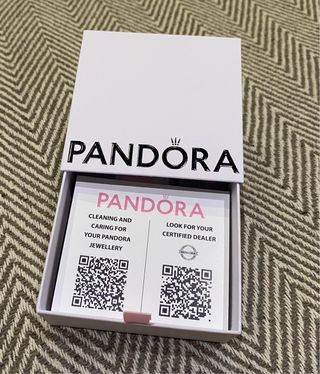 PANDORA
PANDORA
CLEANING AND
CARING FOR
YOUR PANDORA
JEWELLERY
LOOK FOR YOUR
CERTIFIED DEALER